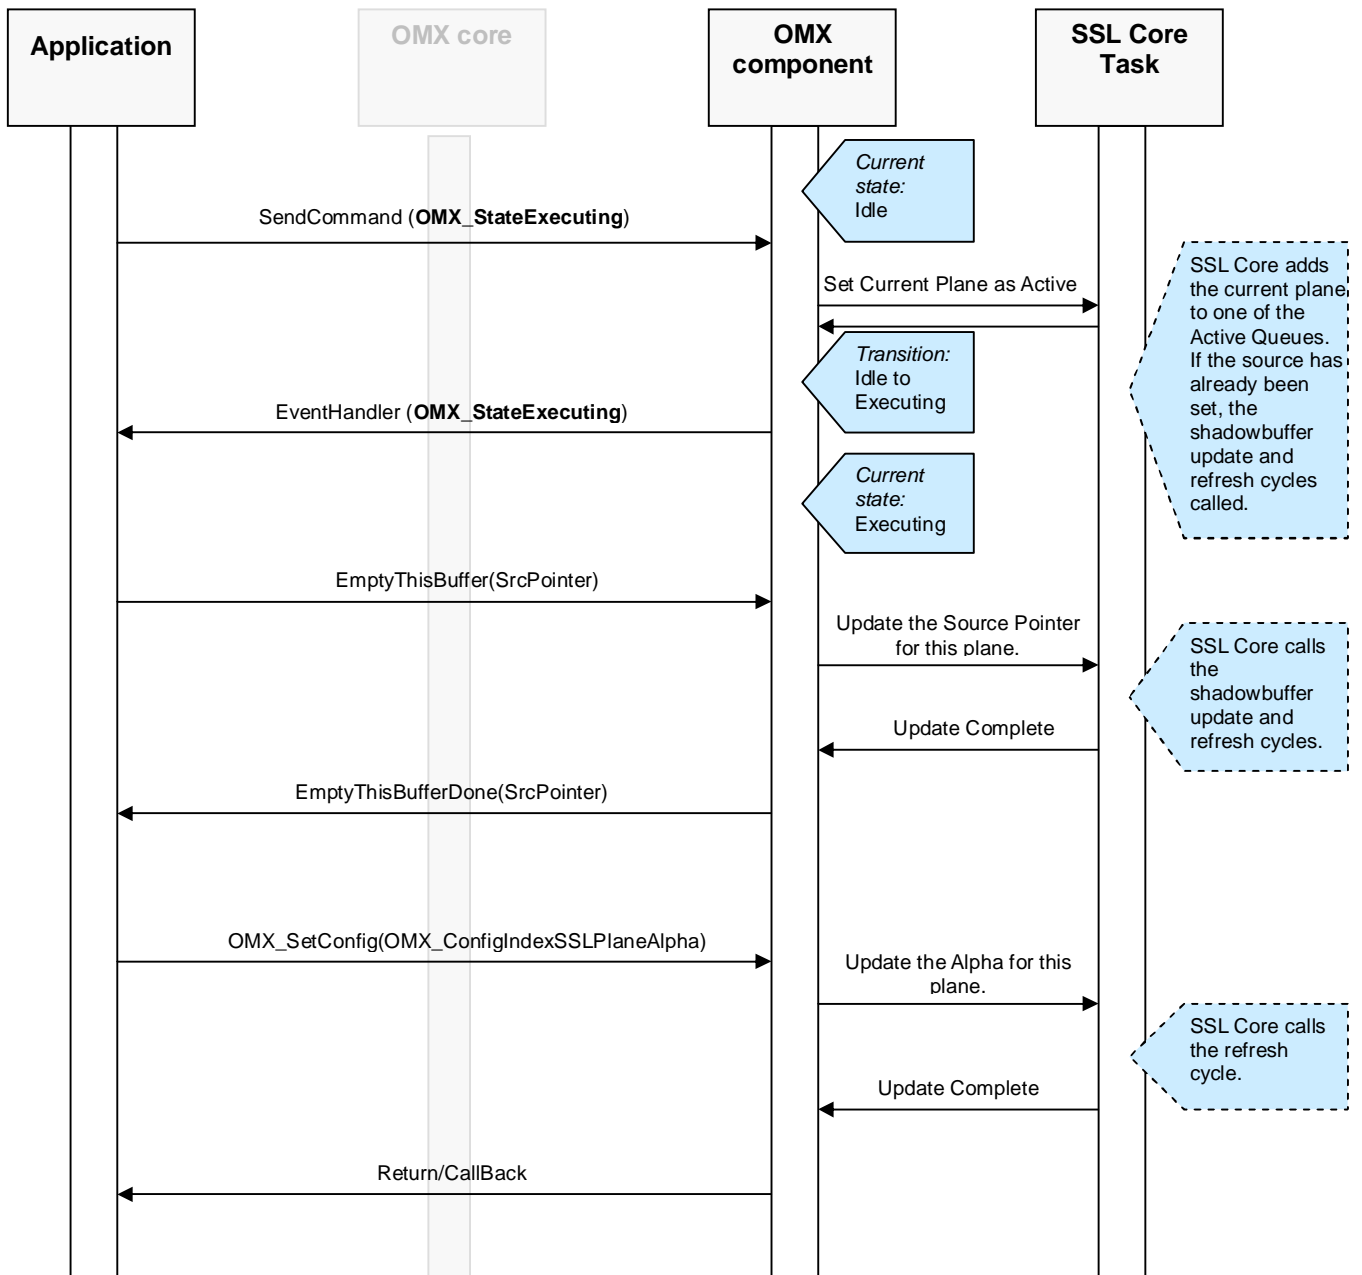 Application
OMX core
OMX
component
SSL Core
Task
Current
state:
Idle
SendCommand (OMX_StateExecuting)
SSL Core adds
the current plane
to one of the
Active Queues.
If the source has
already been
set, the
shadowbuffer
update and
refresh cycles
called.
Set Current Plane as Active
Transition:
Idle to
Executing
EventHandler (OMX_StateExecuting)
Current
state:
Executing
EmptyThisBuffer(SrcPointer)
Update the Source Pointer
for this plane.
SSL Core calls
the
shadowbuffer
update and
refresh cycles.
Update Complete
EmptyThisBufferDone(SrcPointer)
OMX_SetConfig(OMX_ConfigIndexSSLPlaneAlpha)
Update the Alpha for this
plane.
SSL Core calls
the refresh
cycle.
Update Complete
Return/CallBack